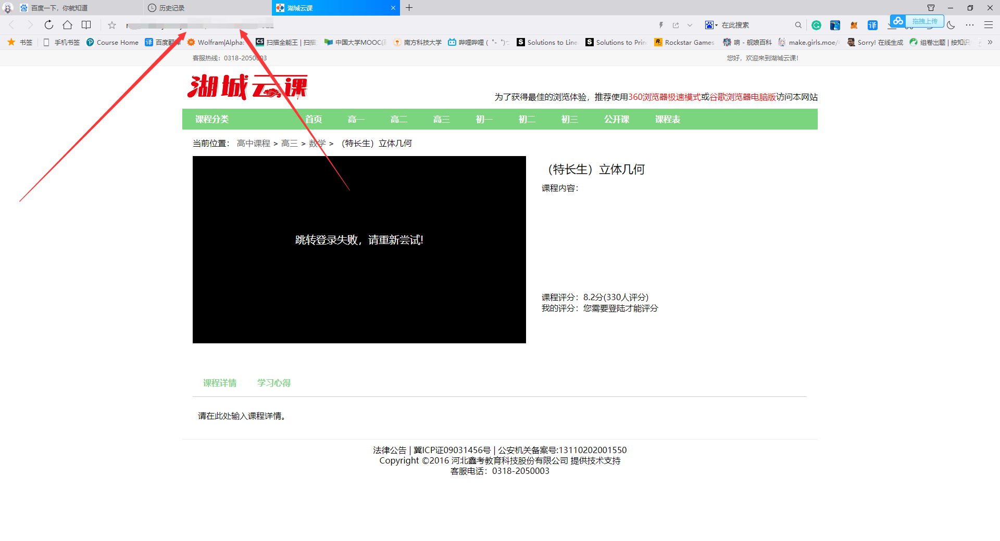 百度一下，你就知道
历史记录
湖城云课
在此搜索
译
拖拽上传
书签
手机书签
Course Home
译
Wolfram|Alpha:
CS 扫描全能王 | 扫描
中国大学MOOC(
南方科技大学
哔哩哔哩 ( ゜- ゜)つ
S Solutions to Line
S Solutions to Prin
R Rockstar Games
响 - 舰娘百科
make.girls.moe/
Sorry! 在线生成
组卷出题 | 按知识
客服热线：0318-2050003
您好，欢迎来到湖城云课！
湖城云课
为了获得最佳的浏览体验，推荐使用360浏览器极速模式或谷歌浏览器电脑版访问本网站
课程分类 首页 高一 高二 高三 初一 初二 初三 公开课 课程表
当前位置： 高中课程 > 高三 > 数学 > （特长生）立体几何
（特长生）立体几何
课程内容：
跳转登录失败，请重新尝试!
课程评分：8.2分(330人评分)
我的评分：您需要登陆才能评分
课程详情 学习心得
请在此处输入课程详情。
法律公告 | 冀ICP证09031456号 | 公安机关备案号:13110202001550
Copyright ©2016 河北鑫考教育科技股份有限公司 提供技术支持
客服电话：0318-2050003